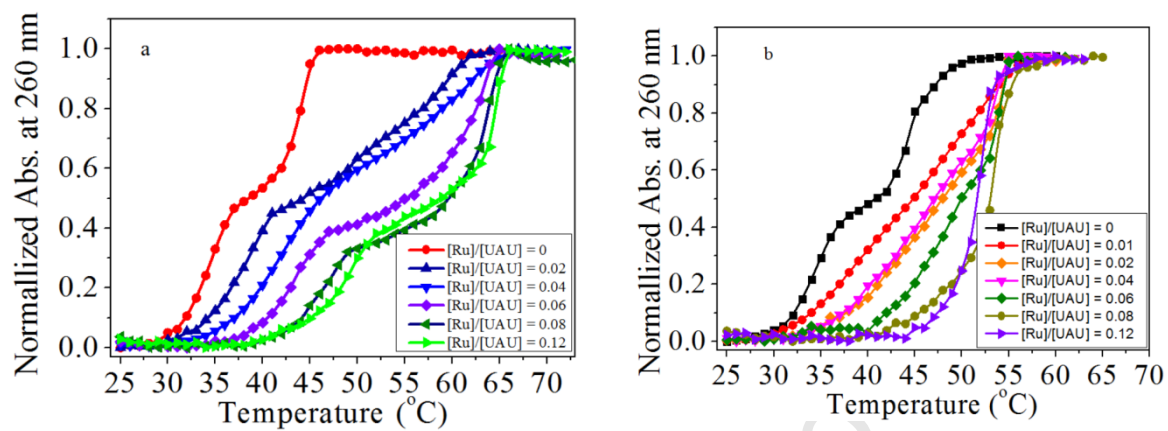 a
Normallized Abs. at 260 nm
1.0
0.8
0.6
0.4
0.2
0.0
[Ru]/[UAU] = 0
[Ru]/[UAU] = 0.02
[Ru]/[UAU] = 0.04
[Ru]/[UAU] = 0.06
[Ru]/[UAU] = 0.08
[Ru]/[UAU] = 0.12
25 30 35 40 45 50 55 60 65 70
Temperature (°C)
b
Normallized Abs. at 260 nm
1.0
0.8
0.6
0.4
0.2
0.0
[Ru]/[UAU] = 0
[Ru]/[UAU] = 0.01
[Ru]/[UAU] = 0.02
[Ru]/[UAU] = 0.04
[Ru]/[UAU] = 0.06
[Ru]/[UAU] = 0.08
[Ru]/[UAU] = 0.12
25 30 35 40 45 50 55 60 65 70
Temperature (°C)